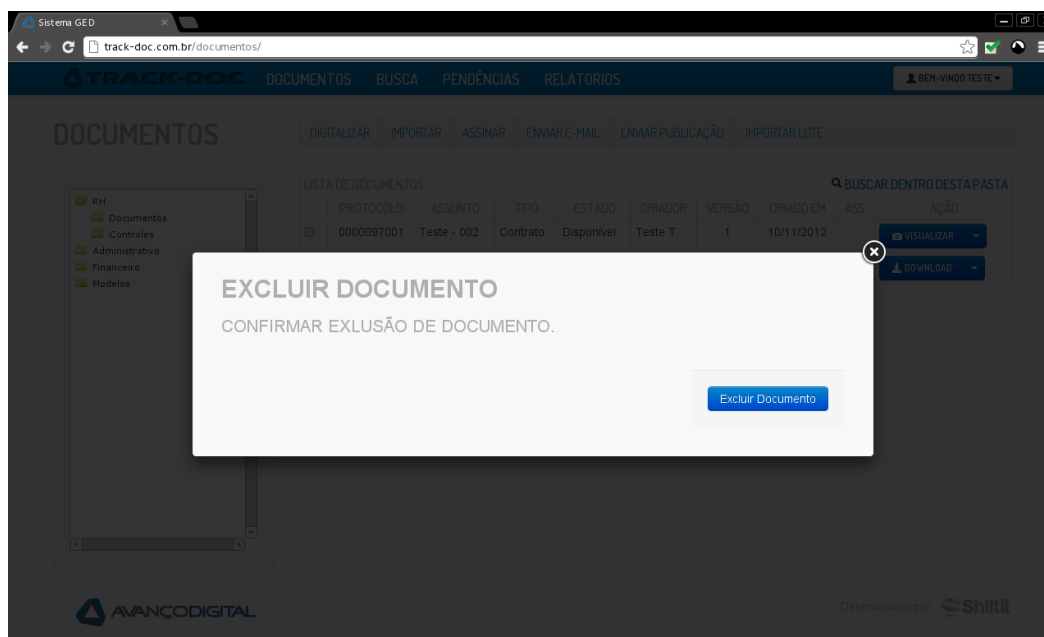 Sistema GED
track-doc.com.br/documentos/
TRACK-DOC DOCUMENTOS BUSCA PENDÊNCIAS RELATÓRIOS BEM-VINDO TESTE
DOCUMENTOS
DIGITALIZAR IMPORTAR ASSINAR ENVIAR E-MAIL ENVIAR PUBLICAÇÃO IMPORTAR LOTE
LISTA DE DOCUMENTOS BUSCAR DENTRO DESTA PASTA
PROTOCOLO ASSUNTO TIPO ESTADO CRIADOR VERSÃO CRIADO EM ASS AÇÃO
0000097001 Teste - 002 Contrato Disponível Teste T.. 1 10/11/2012 VISUALIZAR
DOWNLOAD
RH
Documentos
Controles
Administrativo
Financeiro
Modelos
EXCLUIR DOCUMENTO
CONFIRMAR EXLUSÃO DE DOCUMENTO.
Excluir Documento
AVANÇODIGITAL
Desenvolvido por Shiftit